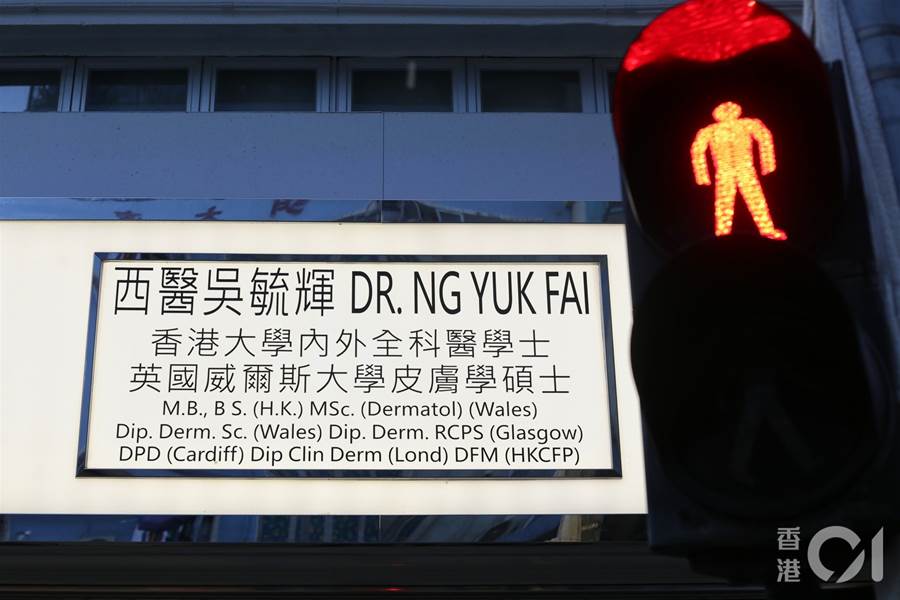 西醫吳毓輝 DR. NG YUK FAI
香港大學內外全科醫學士
英國威爾斯大學皮膚學碩士
M.B., B S. (H.K.) MSc. (Dermatol) (Wales)
Dip. Derm. Sc. (Wales) Dip. Derm. RCPS (Glasgow)
DPD (Cardiff) Dip Clin Derm (Lond) DFM (HKCFP)
香港01